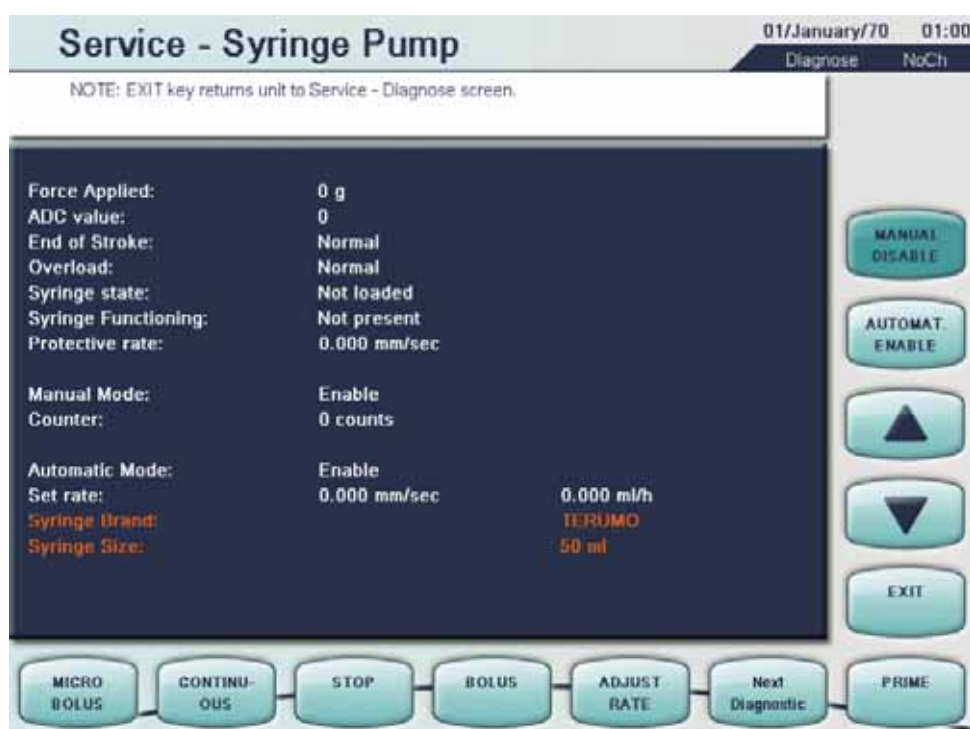 Service - Syringe Pump
01/January/70 01:00
Diagnose NoCh
NOTE: EXIT key returns unit to Service - Diagnose screen.
Force Applied: 0 g
ADC value: 0
End of Stroke: Normal
Overload: Normal
Syringe state: Not loaded
Syringe Functioning: Not present
Protective rate: 0.000 mm/sec
Manual Mode: Enable
Counter: 0 counts
Automatic Mode: Enable
Set rate: 0.000 mm/sec 0.000 ml/h
Syringe Brand: TERUMO
Syringe Size: 50 ml
MANUAL
DISABLE
AUTOMAT.
ENABLE
EXIT
MICRO
BOLUS
CONTINU-
OUS
STOP
BOLUS
ADJUST
RATE
Next
Diagnostic
PRIME